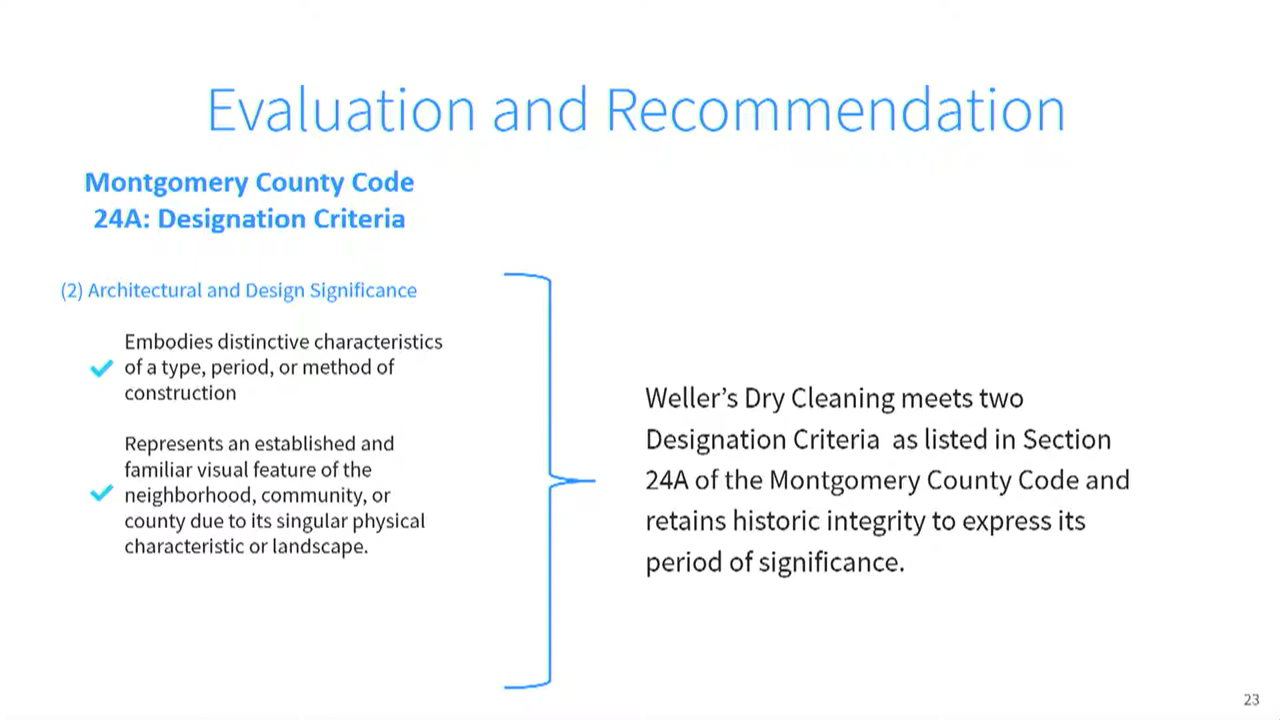 Evaluation and Recommendation
Montgomery County Code
24A: Designation Criteria
(2) Architectural and Design Significance
Embodies distinctive characteristics
of a type, period, or method of
construction
Represents an established and
familiar visual feature of the
neighborhood, community, or
county due to its singular physical
characteristic or landscape.
Weller’s Dry Cleaning meets two
Designation Criteria as listed in Section
24A of the Montgomery County Code and
retains historic integrity to express its
period of significance.
23